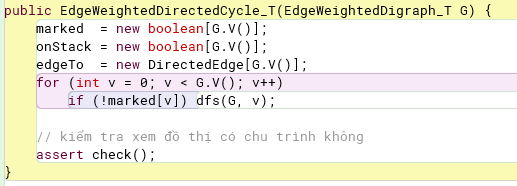 public EdgeWeightedDirectedCycle_T(EdgeWeightedDigraph_T G) {
marked  = new boolean[G.V()];
onStack = new boolean[G.V()];
edgeTo  = new DirectedEdge[G.V()];
for (int v = 0; v < G.V(); v++)
if (!marked[v]) dfs(G, v);
// kiểm tra xem đồ thị có chu trình không
assert check();
}